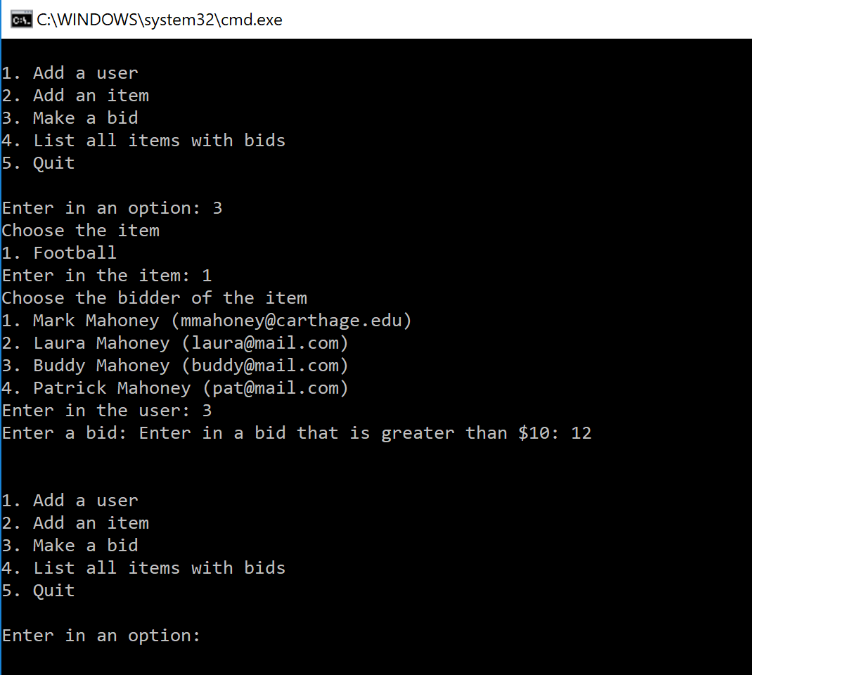 C:\WINDOWS\system32\cmd.exe
1. Add a user
2. Add an item
3. Make a bid
4. List all items with bids
5. Quit
Enter in an option: 3
Choose the item
1. Football
Enter in the item: 1
Choose the bidder of the item
1. Mark Mahoney (mmahoney@carthage.edu)
2. Laura Mahoney (laura@mail.com)
3. Buddy Mahoney (buddy@mail.com)
4. Patrick Mahoney (pat@mail.com)
Enter in the user: 3
Enter a bid: Enter in a bid that is greater than $10: 12
1. Add a user
2. Add an item
3. Make a bid
4. List all items with bids
5. Quit
Enter in an option: